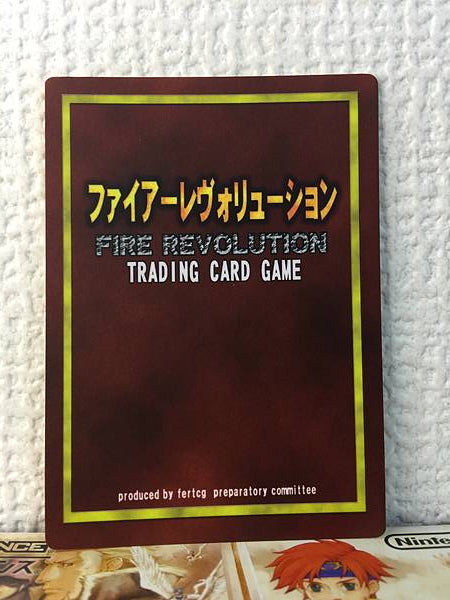 ファイアーレヴォリューション
FIRE REVOLUTION
TRADING CARD GAME
produced by fertcg preparatory committee
Ninte